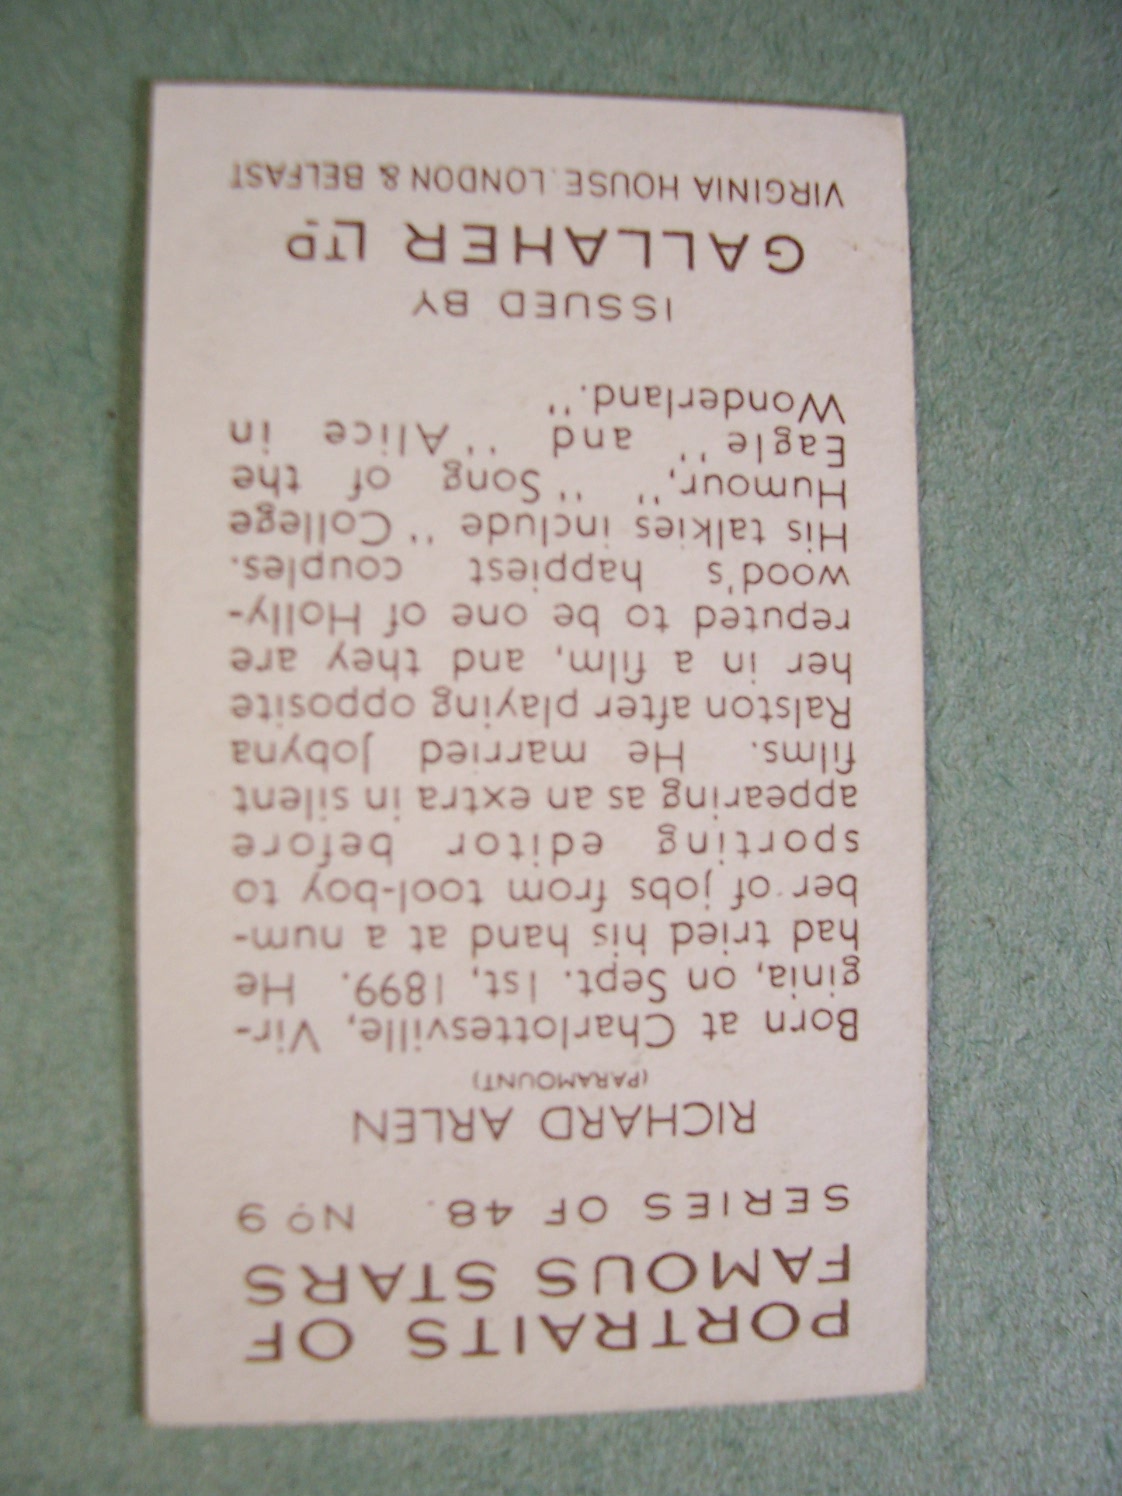 PORTRAITS OF
FAMOUS STARS
SERIES OF 48. No 9
RICHARD ARLEN
(PARAMOUNT)
Born at Charlottesville, Vir-
ginia, on Sept. 1st, 1899. He
had tried his hand at a num-
ber of jobs from tool-boy to
sporting editor before
appearing as an extra in silent
films. He married Jobyna
Ralston after playing opposite
her in a film, and they are
reputed to be one of Holly-
wood's happiest couples.
His talkies include "College
Humour," "Song of the
Eagle" and "Alice in
Wonderland."
ISSUED BY
GALLAHER LTD
VIRGINIA HOUSE. LONDON & BELFAST